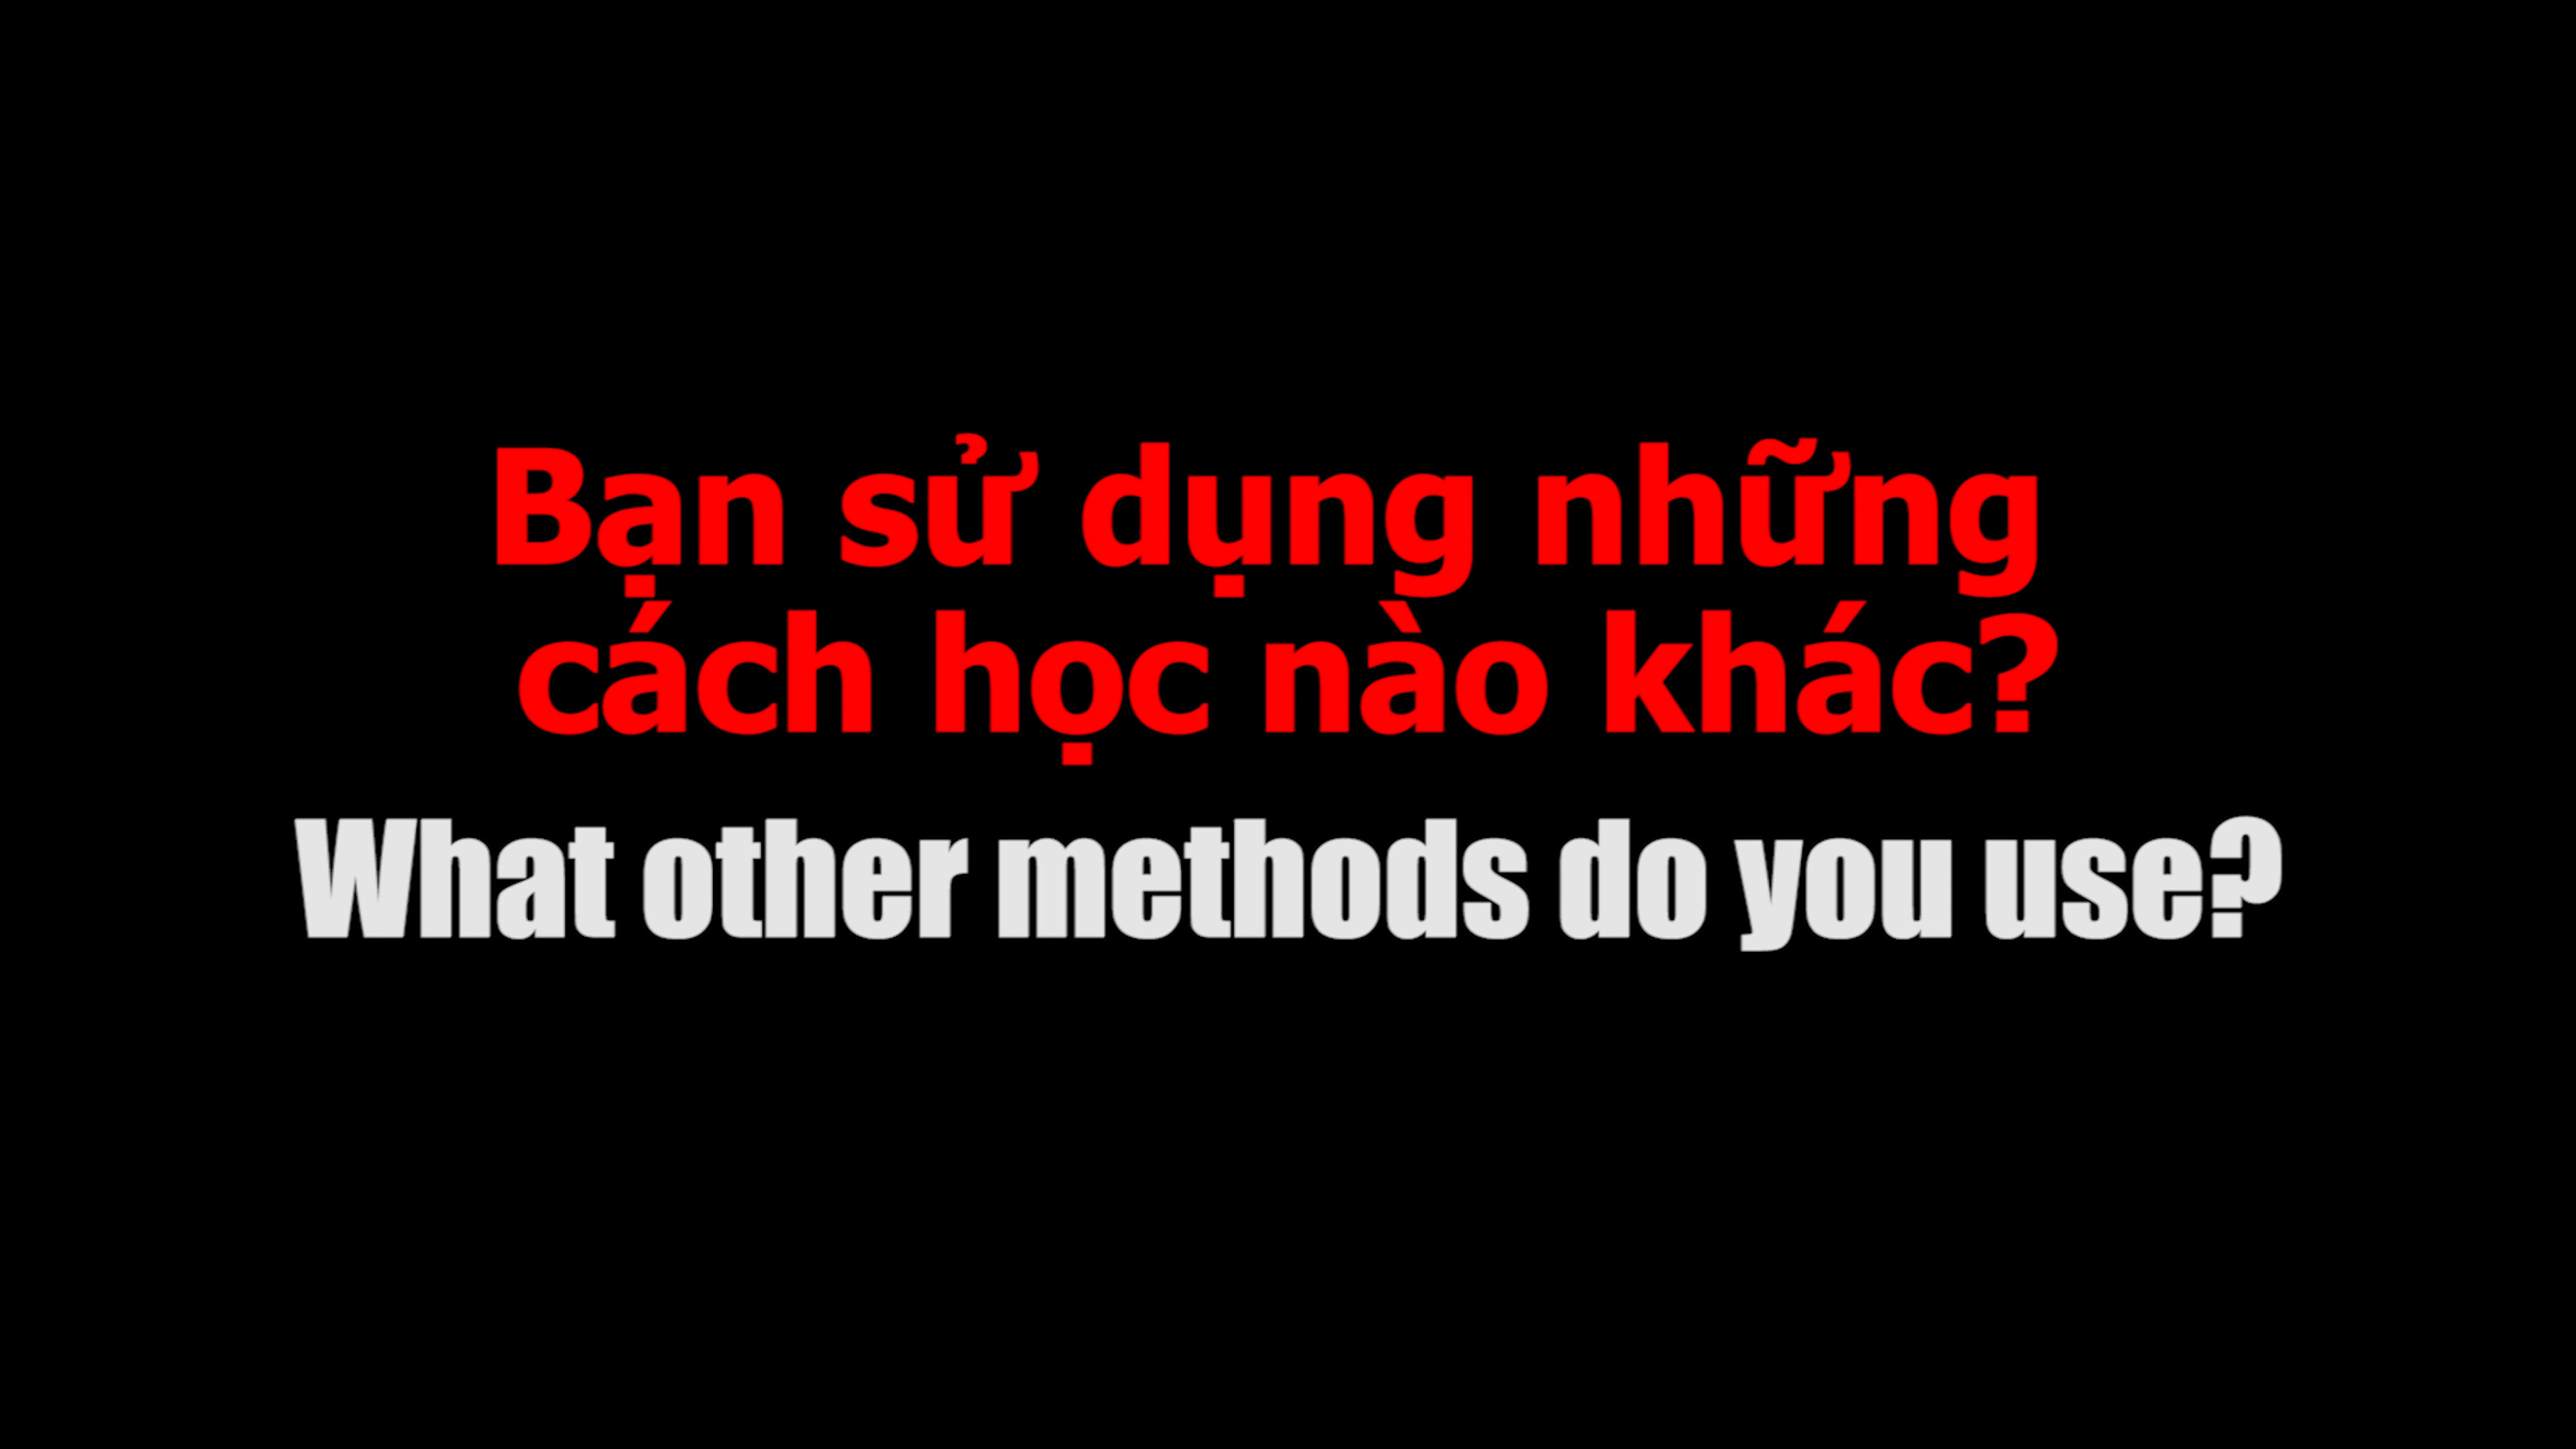 Bạn sử dụng những
cách học nào khác?
What other methods do you use?